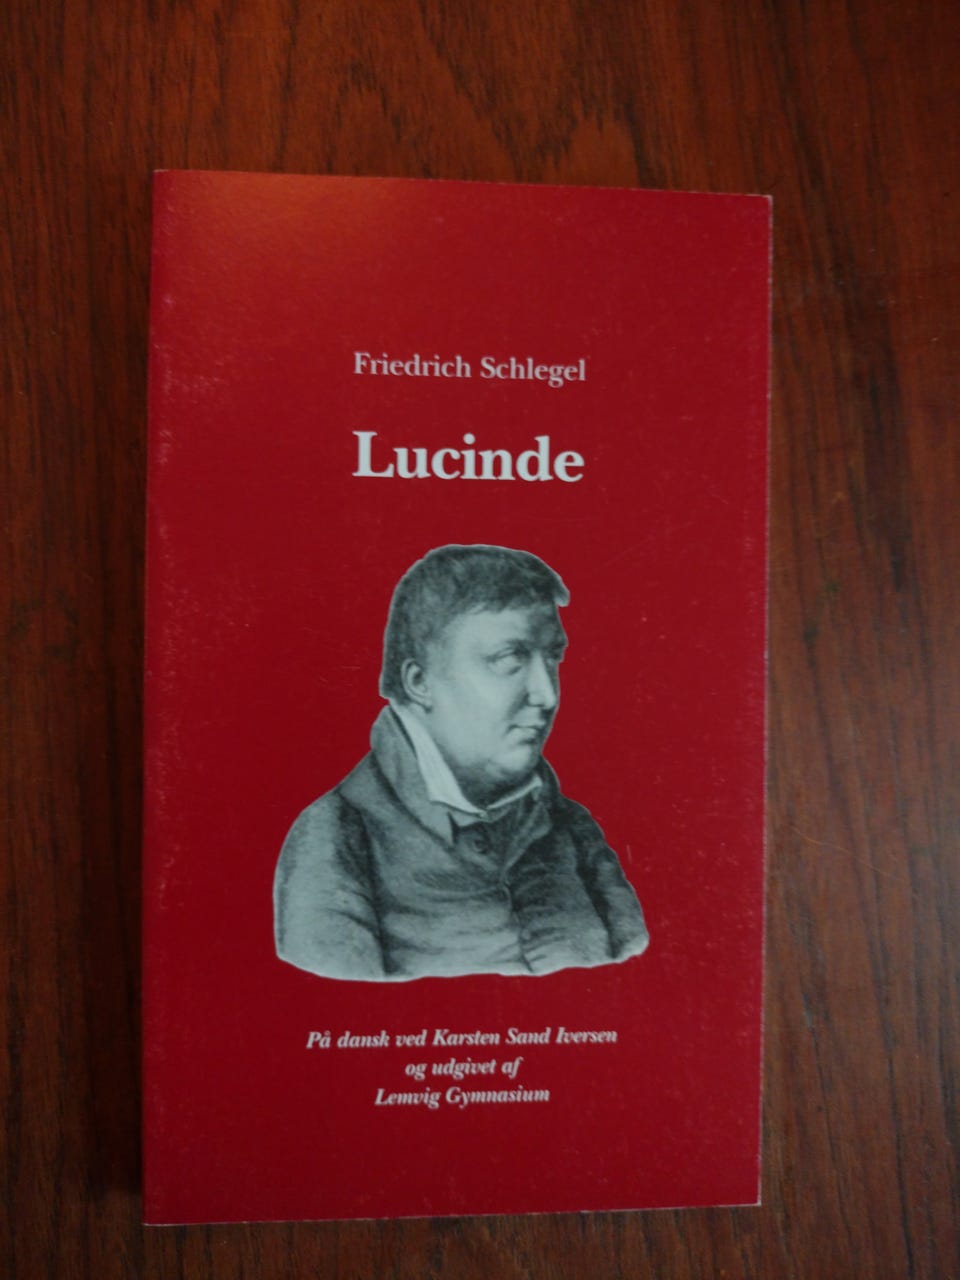 Friedrich Schlegel
Lucinde
På dansk ved Karsten Sand Iversen
og udgivet af
Lemvig Gymnasium